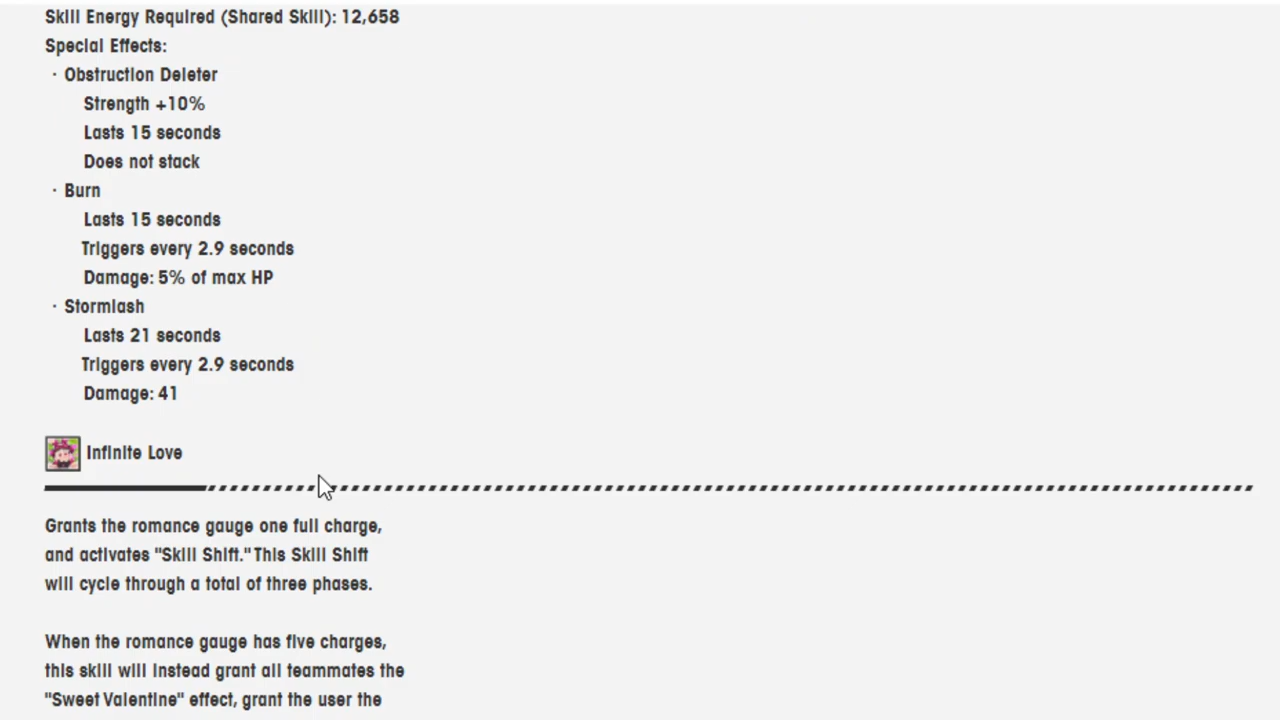 Skill Energy Required (Shared Skill): 12,658
Special Effects:
・Obstruction Deleter
Strength +10%
Lasts 15 seconds
Does not stack
・Burn
Lasts 15 seconds
Triggers every 2.9 seconds
Damage: 5% of max HP
・Stormlash
Lasts 21 seconds
Triggers every 2.9 seconds
Damage: 41
Infinite Love
Grants the romance gauge one full charge,
and activates "Skill Shift." This Skill Shift
will cycle through a total of three phases.
When the romance gauge has five charges,
this skill will instead grant all teammates the
"Sweet Valentine" effect, grant the user the